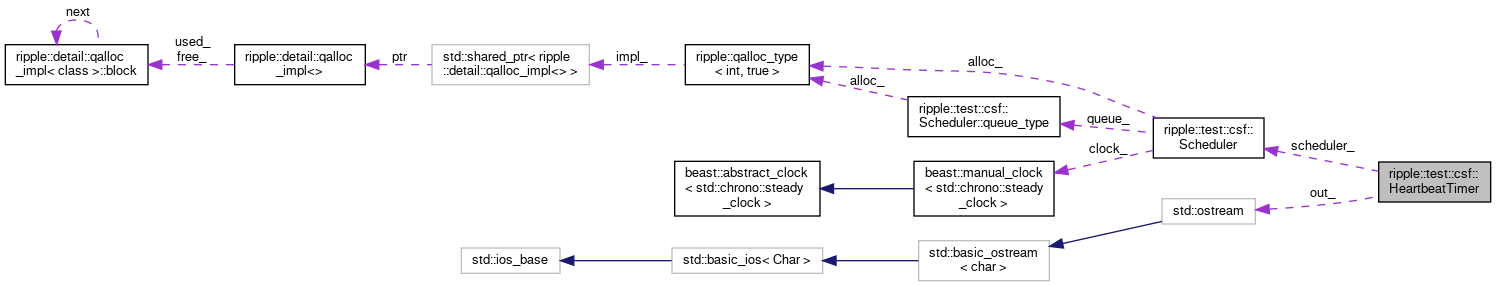 next
ripple::detail::qalloc
_impl< class >::block
used_
free_
ripple::detail::qalloc
_impl<>
ptr
std::shared_ptr< ripple
::detail::qalloc_impl<> >
impl_
ripple::qalloc_type
< int, true >
alloc_
alloc_
ripple::test::csf::
Scheduler::queue_type
queue_
ripple::test::csf::
Scheduler
scheduler_
ripple::test::csf::
HeartbeatTimer
clock_
beast::abstract_clock
< std::chrono::steady
_clock >
beast::manual_clock
< std::chrono::steady
_clock >
out_
std::ostream
std::ios_base
std::basic_ios< Char >
std::basic_ostream
< char >